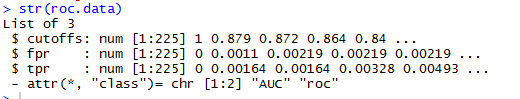 > str(roc.data)
List of 3
 $ cutoffs: num [1:225] 1 0.879 0.872 0.864 0.84 ...
 $ fpr    : num [1:225] 0 0.0011 0.00219 0.00219 0.00219 ...
 $ tpr    : num [1:225] 0 0.00164 0.00164 0.00328 0.00493 ...
 - attr(*, "class")= chr [1:2] "AUC" "roc"
>